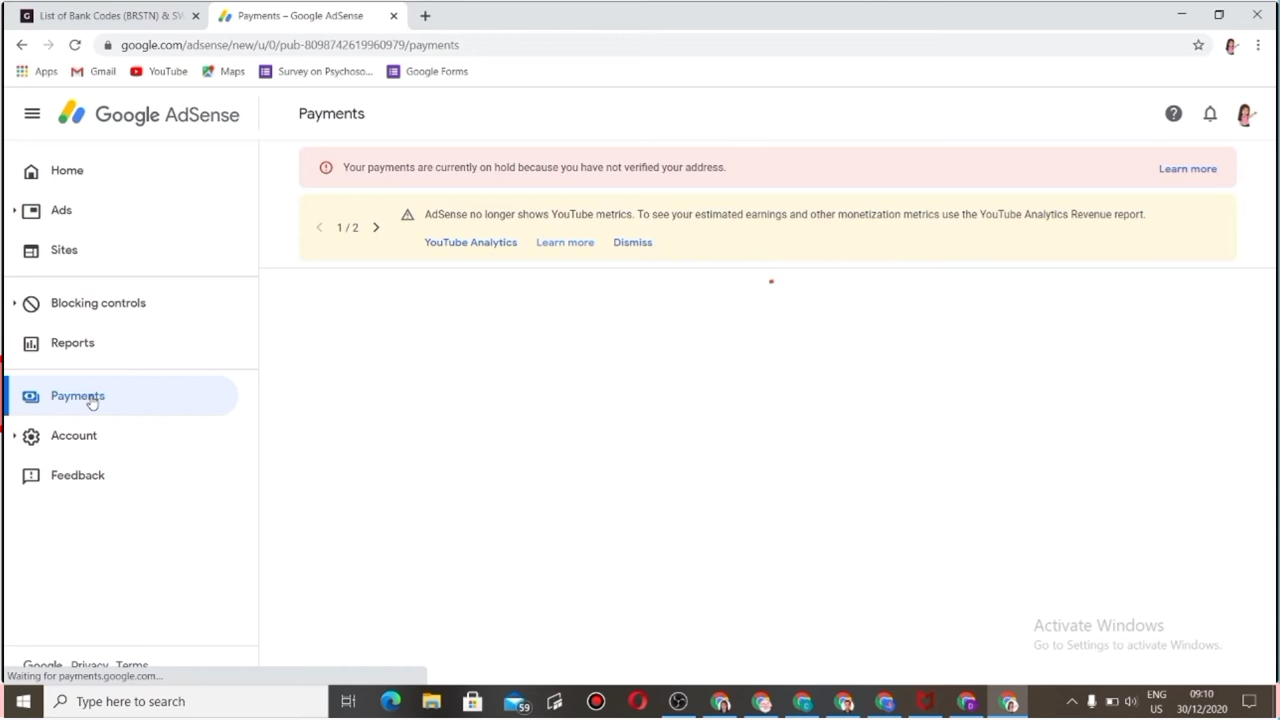 List of Bank Codes (BRSTN) & SW
Payments – Google AdSense
google.com/adsense/new/u/0/pub-8098742619960979/payments
Apps
Gmail
YouTube
Maps
Survey on Psychoso...
Google Forms
Google AdSense
Payments
Home
Ads
Sites
Blocking controls
Reports
Payments
Account
Feedback
Your payments are currently on hold because you have not verified your address.
Learn more
1 / 2
AdSense no longer shows YouTube metrics. To see your estimated earnings and other monetization metrics use the YouTube Analytics Revenue report.
YouTube Analytics Learn more Dismiss
Activate Windows
Go to Settings to activate Windows.
Google Privacy Terms
Waiting for payments.google.com...
Type here to search
59
ENG
US
09:10
30/12/2020